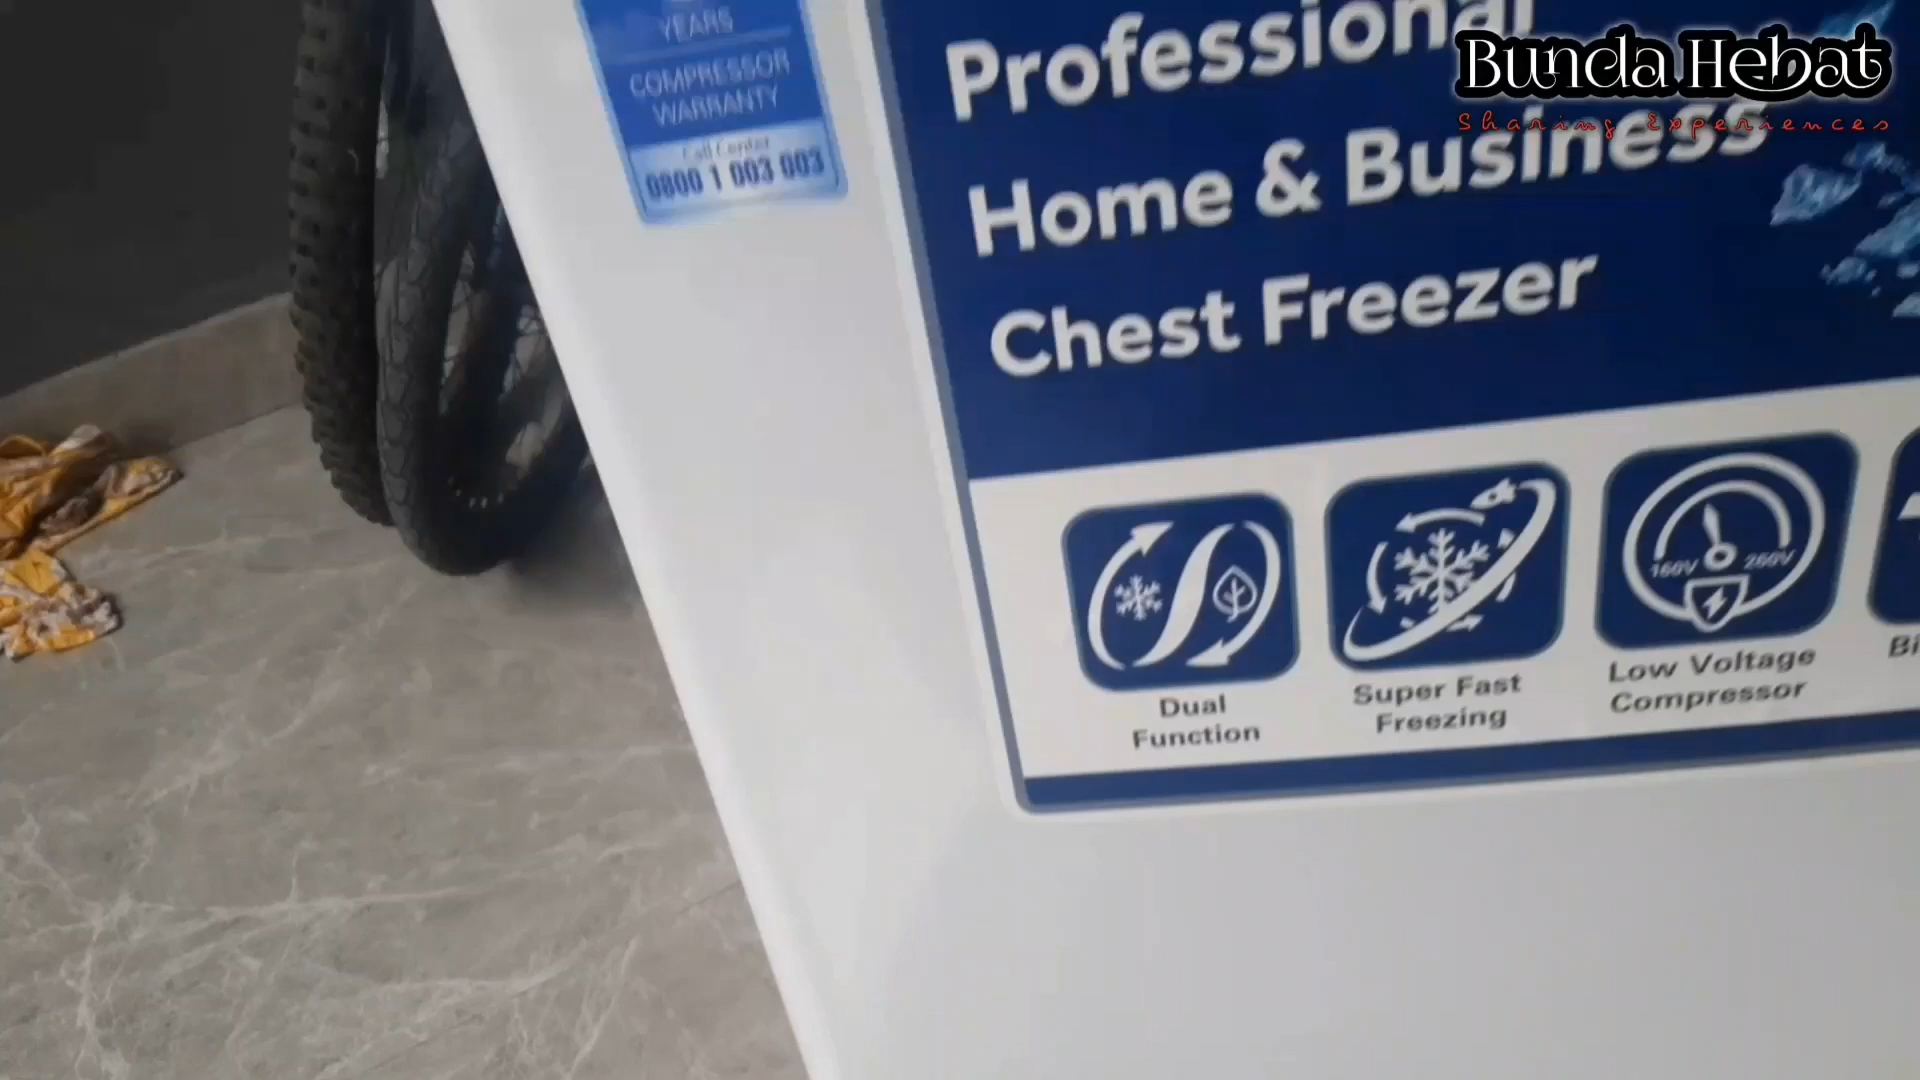 YEARS
COMPRESSOR
WARRANTY
Call Center
0800 1 003 003
Professional
Home & Business
Chest Freezer
Bunda Hebat
Sharing Experiences
160V 260V
Dual
Function
Super Fast
Freezing
Low Voltage
Compressor